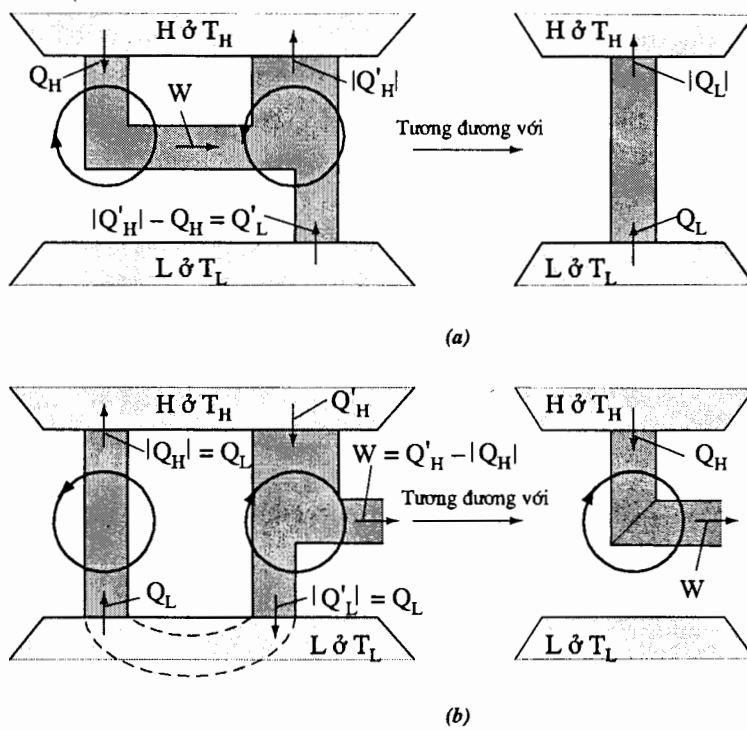 H ở T_H
Q_H
W
|Q'_H|
|Q'_H| – Q_H = Q'_L
L ở T_L
Tương đương với
H ở T_H
|Q_L|
Q_L
L ở T_L
(a)
H ở T_H
Q'_H
|Q_H| = Q_L
W = Q'_H – |Q_H|
Q_L
|Q'_L| = Q_L
L ở T_L
Tương đương với
H ở T_H
Q_H
W
L ở T_L
(b)